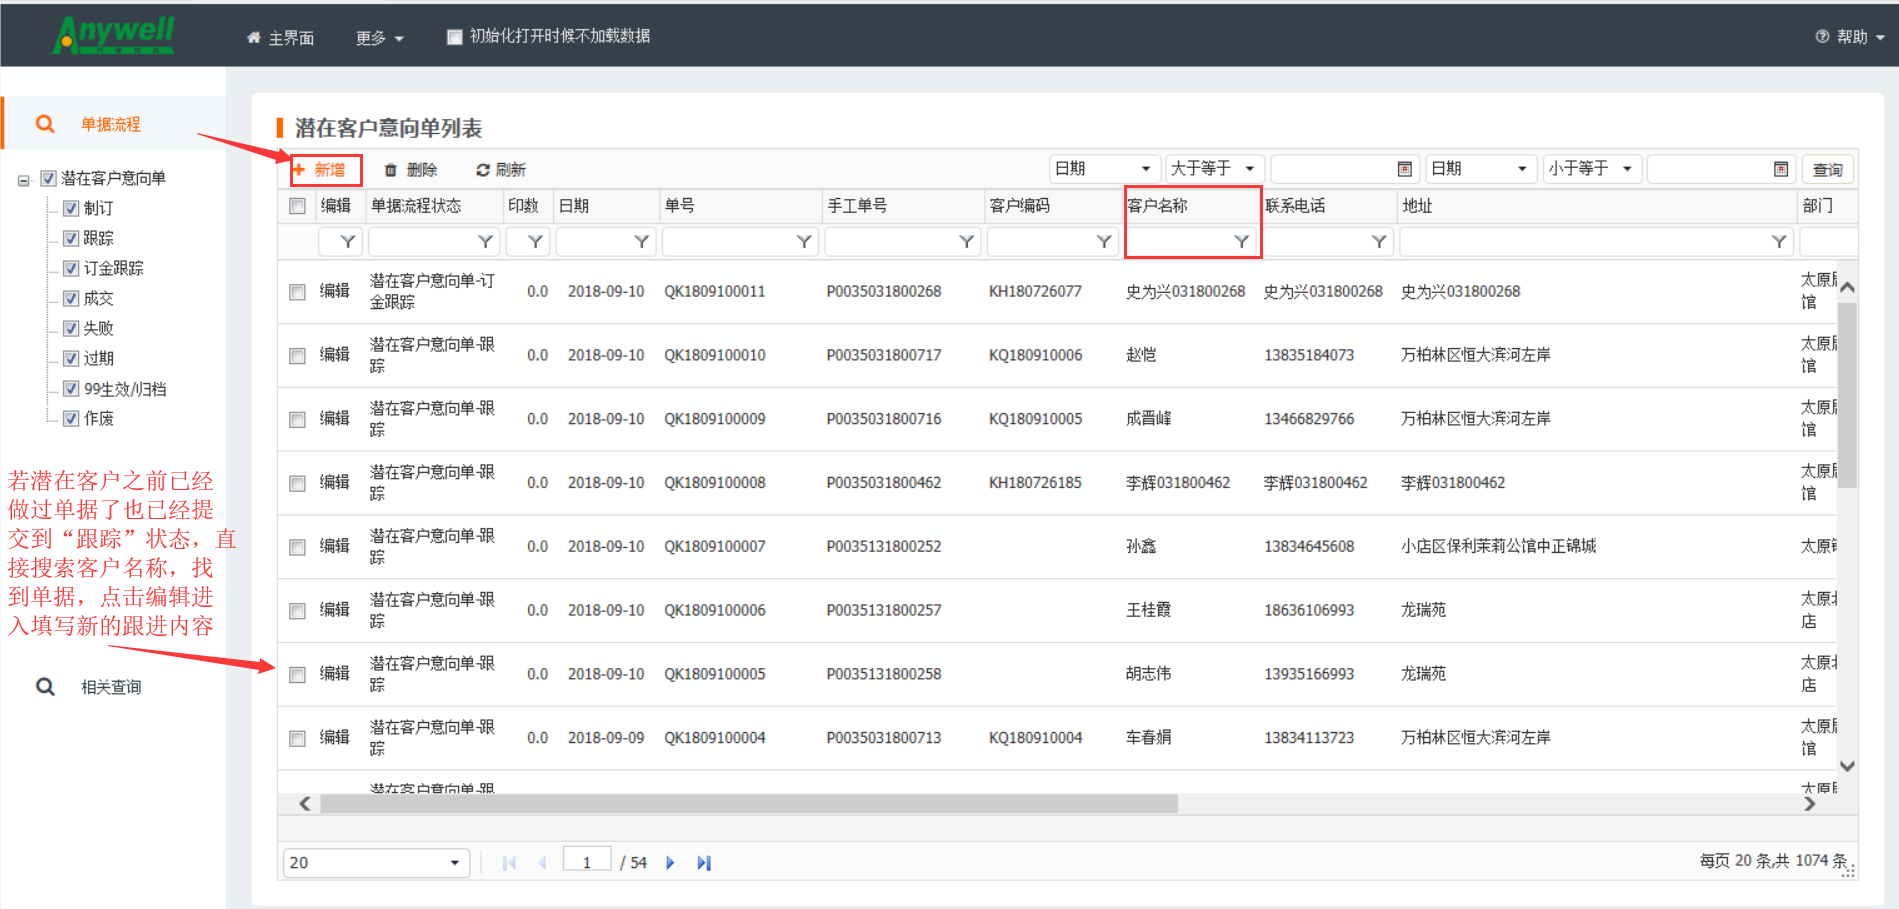 Anywell
主界面 更多 初始化打开时候不加载数据 帮助
单据流程
潜在客户意向单
制订
跟踪
订金跟踪
成交
失败
过期
99生效/归档
作废
若潜在客户之前已经
做过单据了也已经提
交到“跟踪”状态，直
接搜索客户名称，找
到单据，点击编辑进
入填写新的跟进内容
相关查询
潜在客户意向单列表
新增 删除 刷新 日期 大于等于 日期 小于等于 查询
编辑 单据流程状态 印数 日期 单号 手工单号 客户编码 客户名称 联系电话 地址 部门
编辑 潜在客户意向单-订 0.0 2018-09-10 QK1809100011 P0035031800268 KH180726077 史为兴031800268 史为兴031800268 史为兴031800268 太原
金跟踪 馆
编辑 潜在客户意向单-跟 0.0 2018-09-10 QK1809100010 P0035031800717 KQ180910006 赵恺 13835184073 万柏林区恒大滨河左岸 太原
踪 馆
编辑 潜在客户意向单-跟 0.0 2018-09-10 QK1809100009 P0035031800716 KQ180910005 成晋峰 13466829766 万柏林区恒大滨河左岸 太原
踪 馆
编辑 潜在客户意向单-跟 0.0 2018-09-10 QK1809100008 P0035031800462 KH180726185 李辉031800462 李辉031800462 李辉031800462 太原
踪 馆
编辑 潜在客户意向单-跟 0.0 2018-09-10 QK1809100007 P0035131800252 孙鑫 13834645608 小店区保利茉莉公馆中正锦城 太原
踪
编辑 潜在客户意向单-跟 0.0 2018-09-10 QK1809100006 P0035131800257 王桂霞 18636106993 龙瑞苑 太原
踪 店
编辑 潜在客户意向单-跟 0.0 2018-09-10 QK1809100005 P0035131800258 胡志伟 13935166993 龙瑞苑 太原
踪 店
编辑 潜在客户意向单-跟 0.0 2018-09-09 QK1809100004 P0035031800713 KQ180910004 车春娟 13834113723 万柏林区恒大滨河左岸 太原
踪 馆
潜在客户意向单-跟 太原
20 1 / 54 每页 20 条,共 1074 条